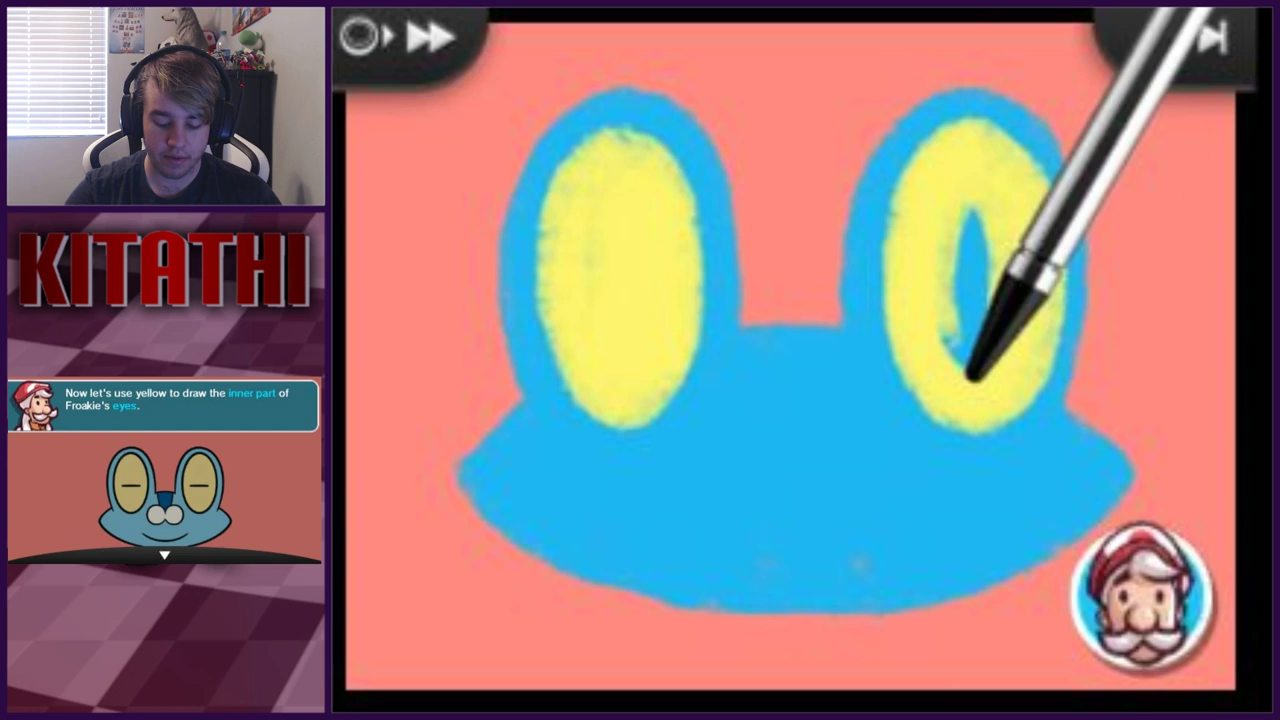 KITATHI
Now let's use yellow to draw the inner part of
Froakie's eyes.